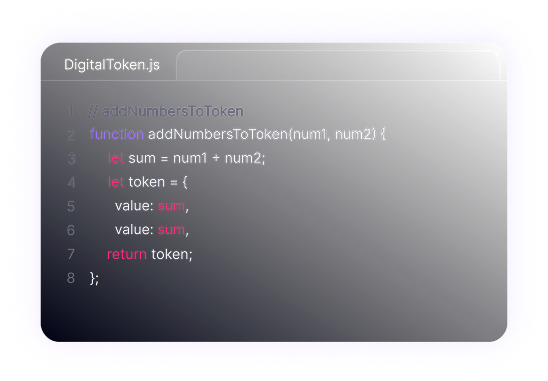 DigitalToken.js
1 // addNumbersToToken
2 function addNumbersToToken(num1, num2) {
3 let sum = num1 + num2;
4 let token = {
5 value: sum,
6 value: sum,
7 return token;
8 };